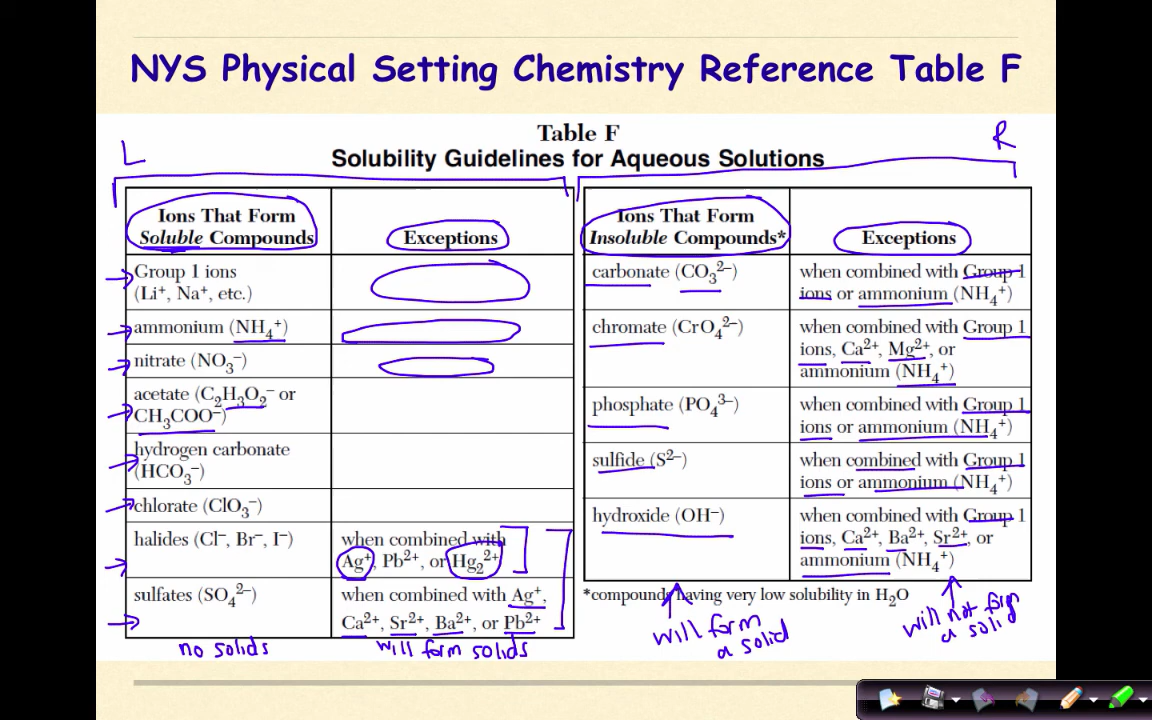 NYS Physical Setting Chemistry Reference Table F
L
R
Table F
Solubility Guidelines for Aqueous Solutions
Ions That Form
Soluble Compounds
Exceptions
Group 1 ions
(Li⁺, Na⁺, etc.)
ammonium (NH₄⁺)
nitrate (NO₃⁻)
acetate (C₂H₃O₂⁻ or
CH₃COO⁻)
hydrogen carbonate
(HCO₃⁻)
chlorate (ClO₃⁻)
halides (Cl⁻, Br⁻, I⁻)
when combined with
Ag⁺, Pb²⁺, or Hg₂²⁺
sulfates (SO₄²⁻)
when combined with Ag⁺,
Ca²⁺, Sr²⁺, Ba²⁺, or Pb²⁺
no solids
will form solids
Ions That Form
Insoluble Compounds*
Exceptions
carbonate (CO₃²⁻)
when combined with Group 1
ions or ammonium (NH₄⁺)
chromate (CrO₄²⁻)
when combined with Group 1
ions, Ca²⁺, Mg²⁺, or
ammonium (NH₄⁺)
phosphate (PO₄³⁻)
when combined with Group 1
ions or ammonium (NH₄⁺)
sulfide (S²⁻)
when combined with Group 1
ions or ammonium (NH₄⁺)
hydroxide (OH⁻)
when combined with Group 1
ions, Ca²⁺, Ba²⁺, Sr²⁺, or
ammonium (NH₄⁺)
*compounds having very low solubility in H₂O
will form
a solid
will not form
a solid